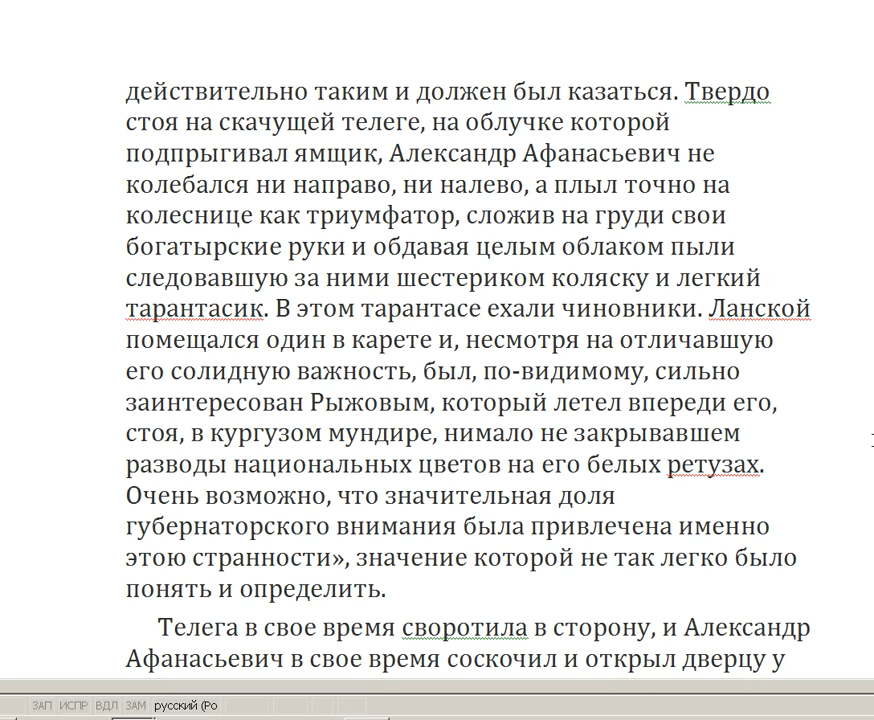 действительно таким и должен был казаться. Твердо
стоя на скачущей телеге, на облучке которой
подпрыгивал ямщик, Александр Афанасьевич не
колебался ни направо, ни налево, а плыл точно на
колеснице как триумфатор, сложив на груди свои
богатырские руки и обдавая целым облаком пыли
следовавшую за ними шестериком коляску и легкий
тарантасик. В этом тарантасе ехали чиновники. Ланской
помещался один в карете и, несмотря на отличавшую
его солидную важность, был, по-видимому, сильно
заинтересован Рыжовым, который летел впереди его,
стоя, в кургузом мундире, нимало не закрывавшем
разводы национальных цветов на его белых ретузах.
Очень возможно, что значительная доля
губернаторского внимания была привлечена именно
этою странности», значение которой не так легко было
понять и определить.
Телега в свое время своротила в сторону, и Александр
Афанасьевич в свое время соскочил и открыл дверцу у
ЗАП ИСПР ВДЛ ЗАМ русский (Ро